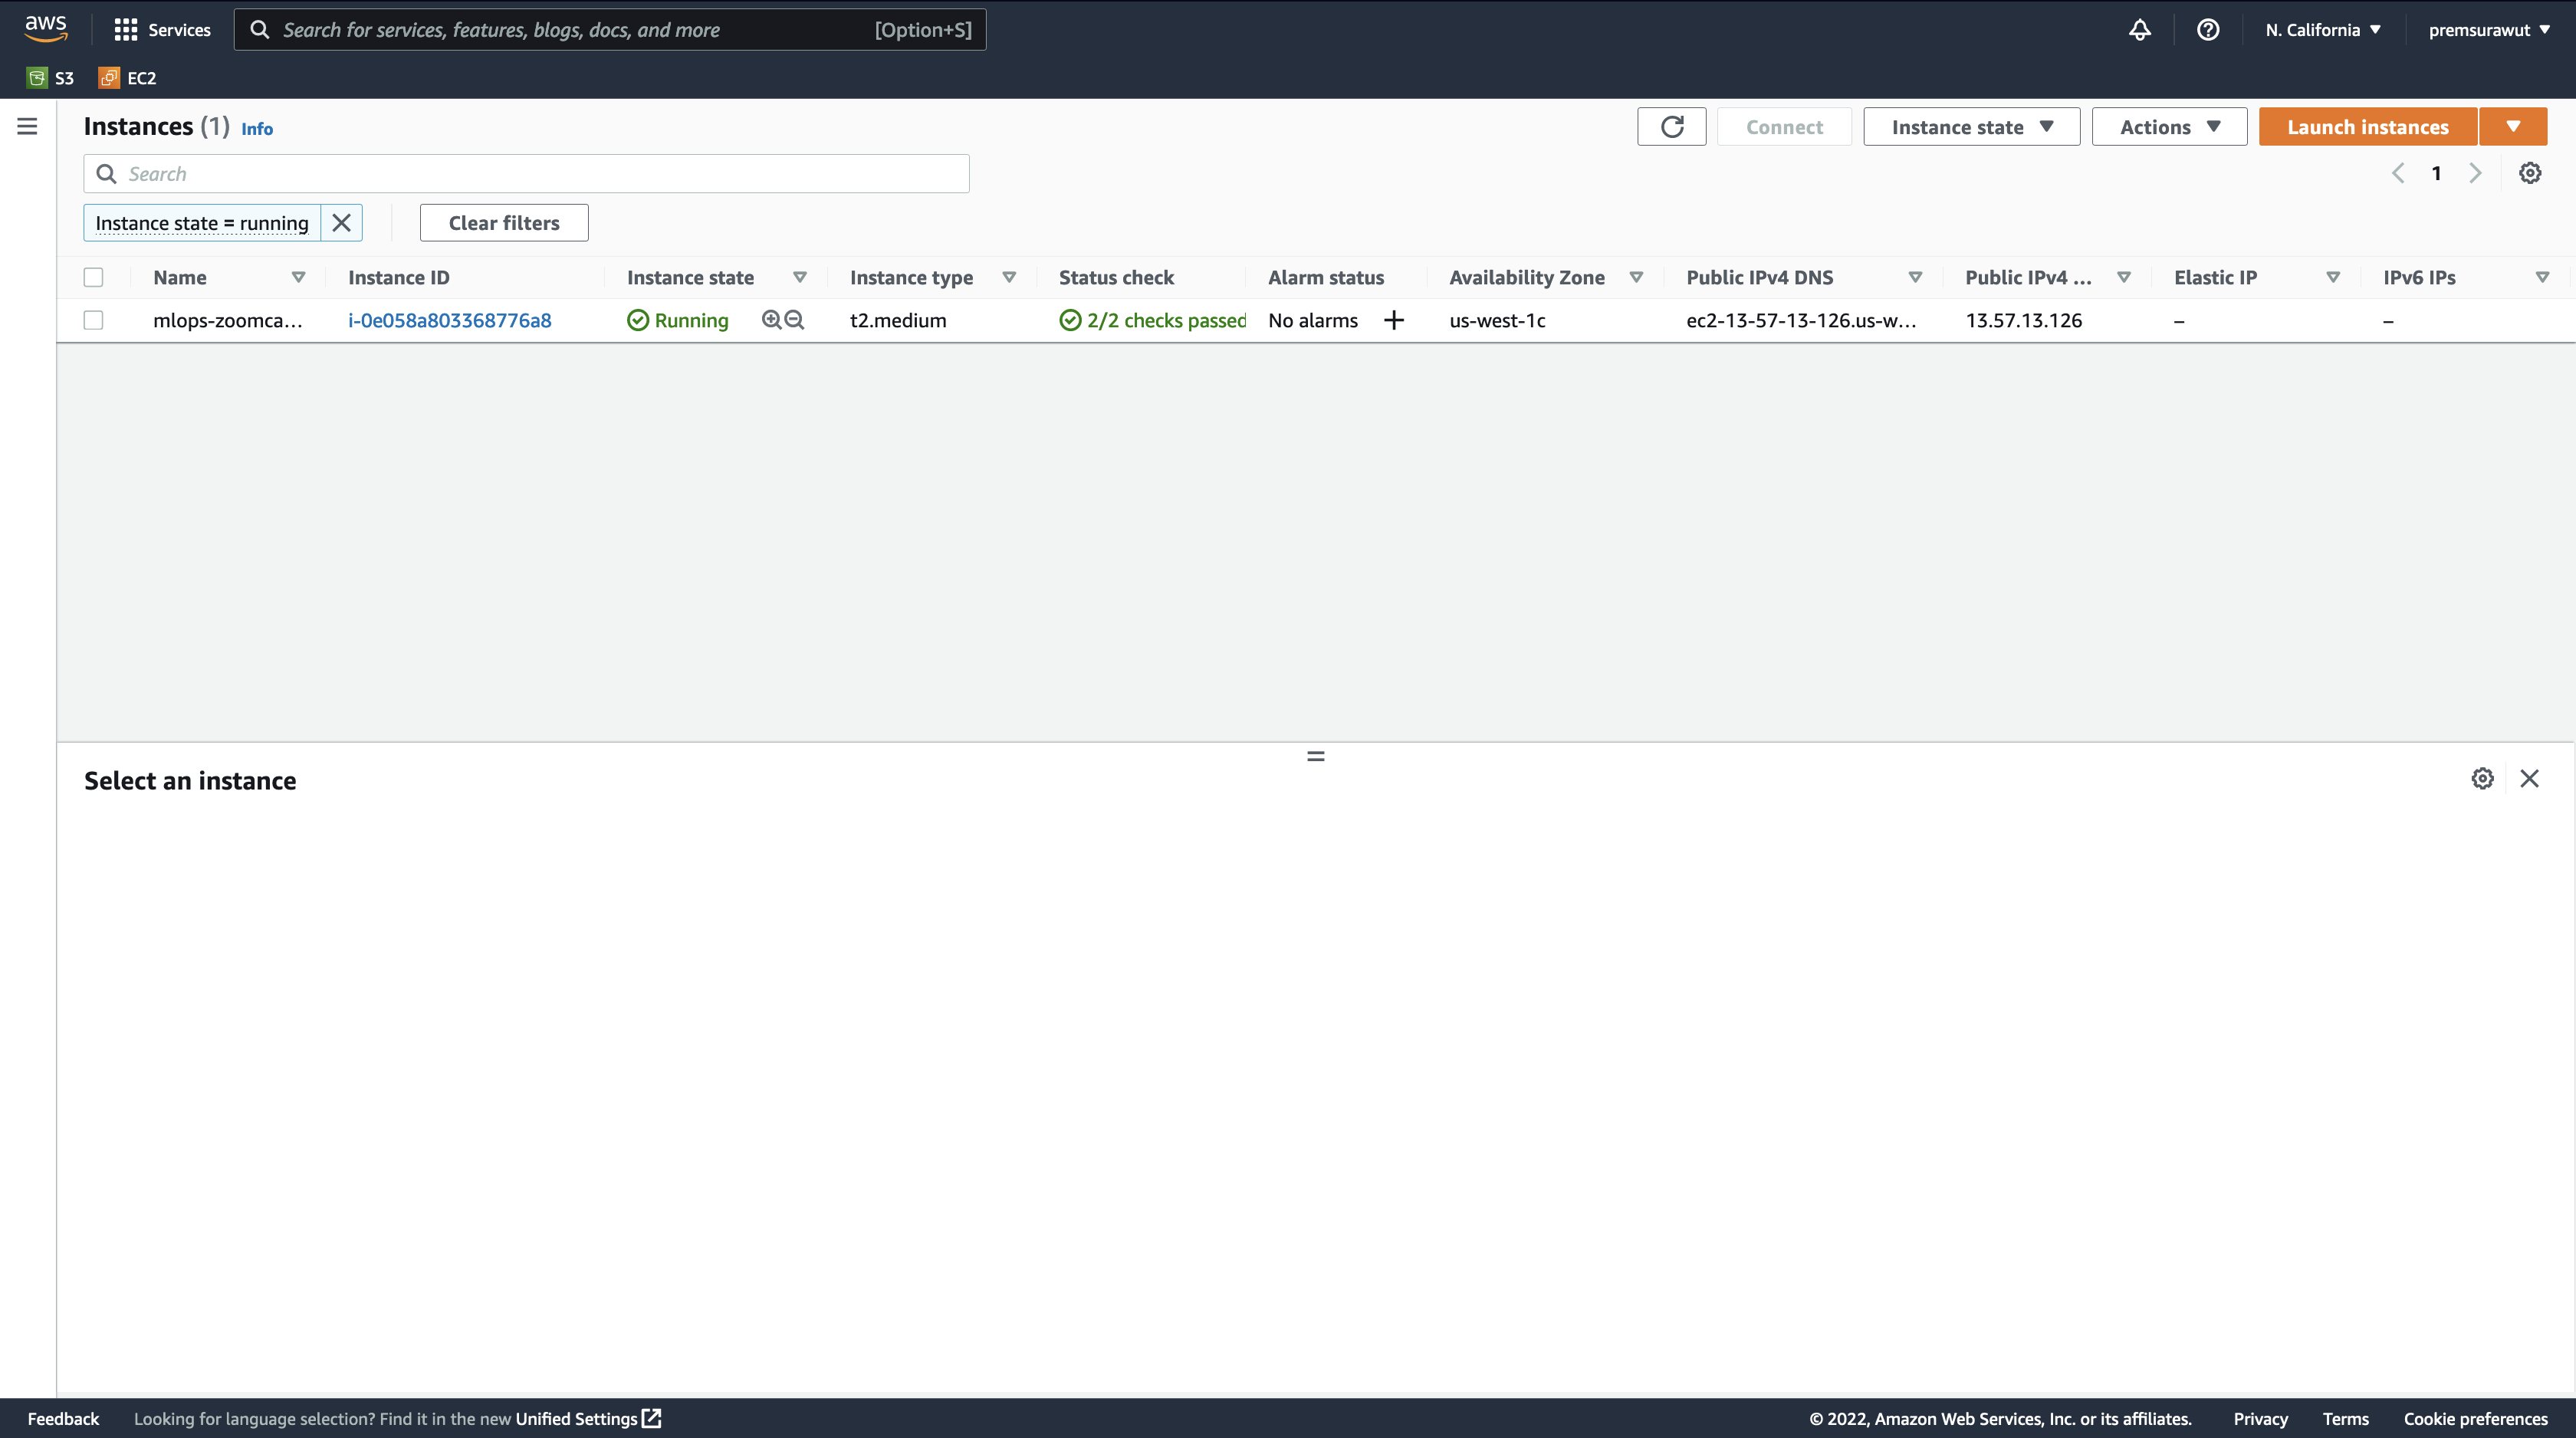 aws Services Search for services, features, blogs, docs, and more [Option+S] N. California premsurawut
S3 EC2
Instances (1) Info Connect Instance state Actions Launch instances
Search 1
Instance state = running Clear filters
Name Instance ID Instance state Instance type Status check Alarm status Availability Zone Public IPv4 DNS Public IPv4 ... Elastic IP IPv6 IPs
mlops-zoomca... i-0e058a803368776a8 Running t2.medium 2/2 checks passed No alarms + us-west-1c ec2-13-57-13-126.us-w... 13.57.13.126 – –
Select an instance
Feedback Looking for language selection? Find it in the new Unified Settings © 2022, Amazon Web Services, Inc. or its affiliates. Privacy Terms Cookie preferences